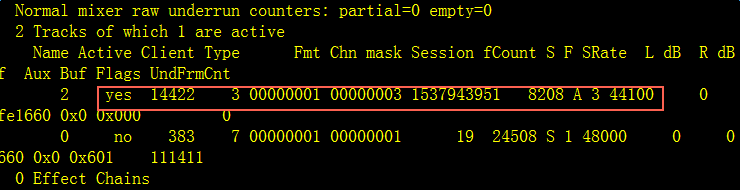 Normal mixer raw underrun counters: partial=0 empty=0
2 Tracks of which 1 are active
Name Active Client Type Fmt Chn mask Session fCount S F SRate L dB R dB
f Aux Buf Flags UndFrmCnt
2 yes 14422 3 00000001 00000003 1537943951 8208 A 3 44100 0
fe1660 0x0 0x000 0
0 no 383 7 00000001 00000001 19 24508 S 1 48000 0 0
660 0x0 0x601 111411
0 Effect Chains